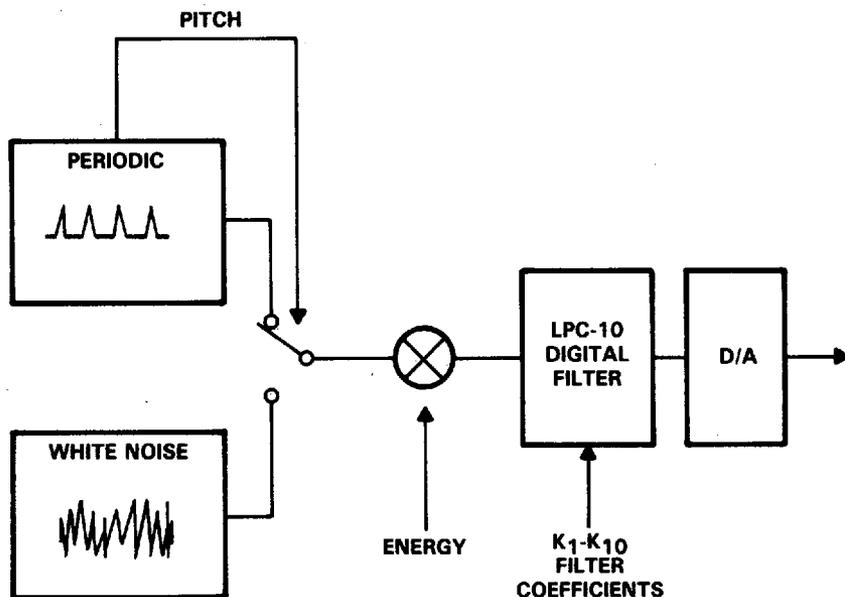 PITCH
PERIODIC
WHITE NOISE
ENERGY
LPC-10
DIGITAL
FILTER
K1-K10
FILTER
COEFFICIENTS
D/A